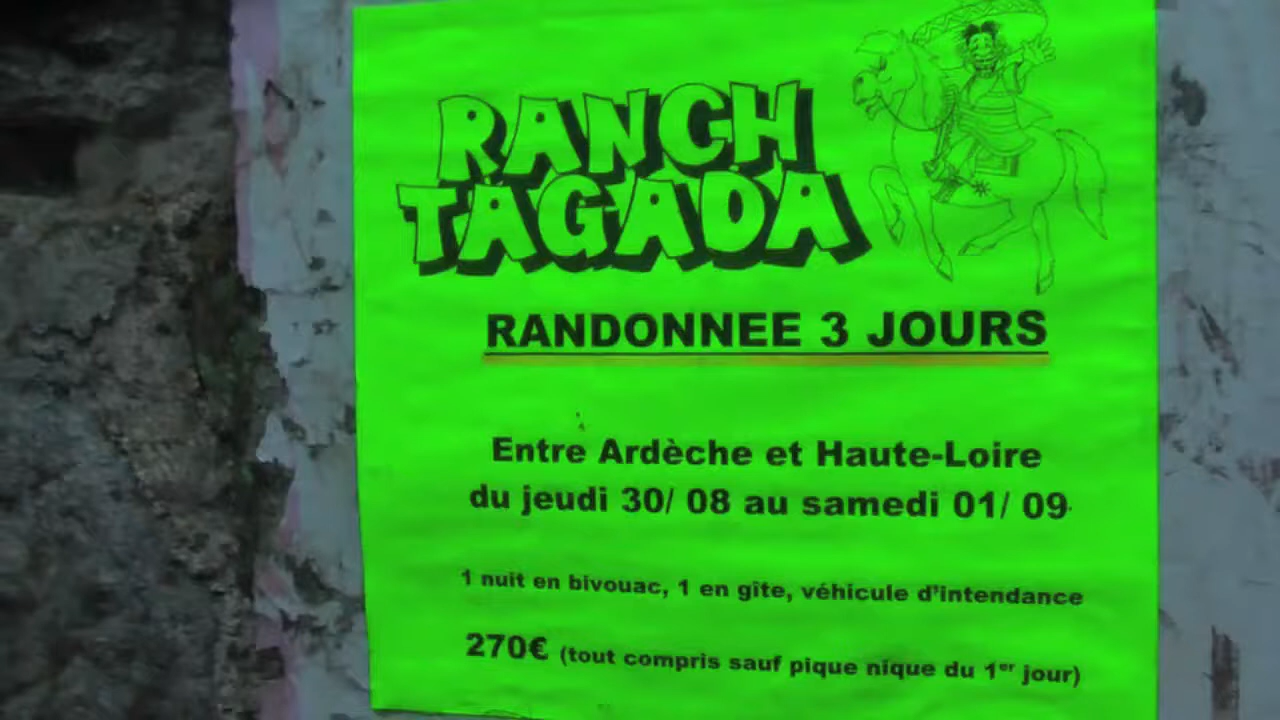 RANCH
TAGADA
RANDONNEE 3 JOURS
Entre Ardèche et Haute-Loire
du jeudi 30/ 08 au samedi 01/ 09
1 nuit en bivouac, 1 en gîte, véhicule d'intendance
270€ (tout compris sauf pique nique du 1er jour)